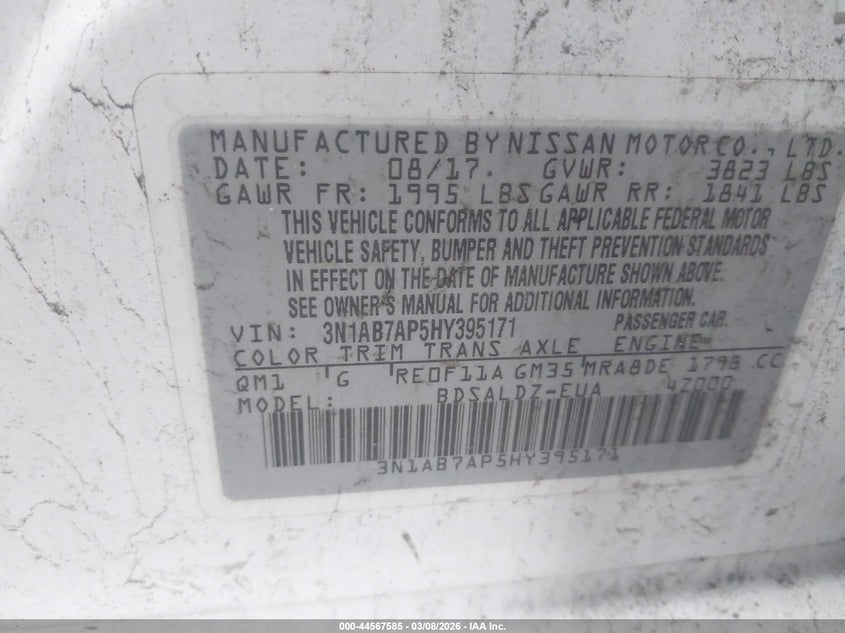 MANUFACTURED BY NISSAN MOTOR CO., LTD.
DATE: 08/17. GVWR: 3823 LBS
GAWR FR: 1995 LBS GAWR RR: 1841 LBS
THIS VEHICLE CONFORMS TO ALL APPLICABLE FEDERAL MOTOR
VEHICLE SAFETY, BUMPER AND THEFT PREVENTION STANDARDS
IN EFFECT ON THE DATE OF MANUFACTURE SHOWN ABOVE.
SEE OWNER'S MANUAL FOR ADDITIONAL INFORMATION.
VIN: 3N1AB7AP5HY395171 PASSENGER CAR.
COLOR TRIM TRANS AXLE ENGINE
QM1 G RE0F11A GM35 MRA8DE 1798 CC
MODEL: BDSALDZ-EUA 4Z000
3N1AB7AP5HY395171
000-44567585 | 03/08/2026 - IAA Inc.